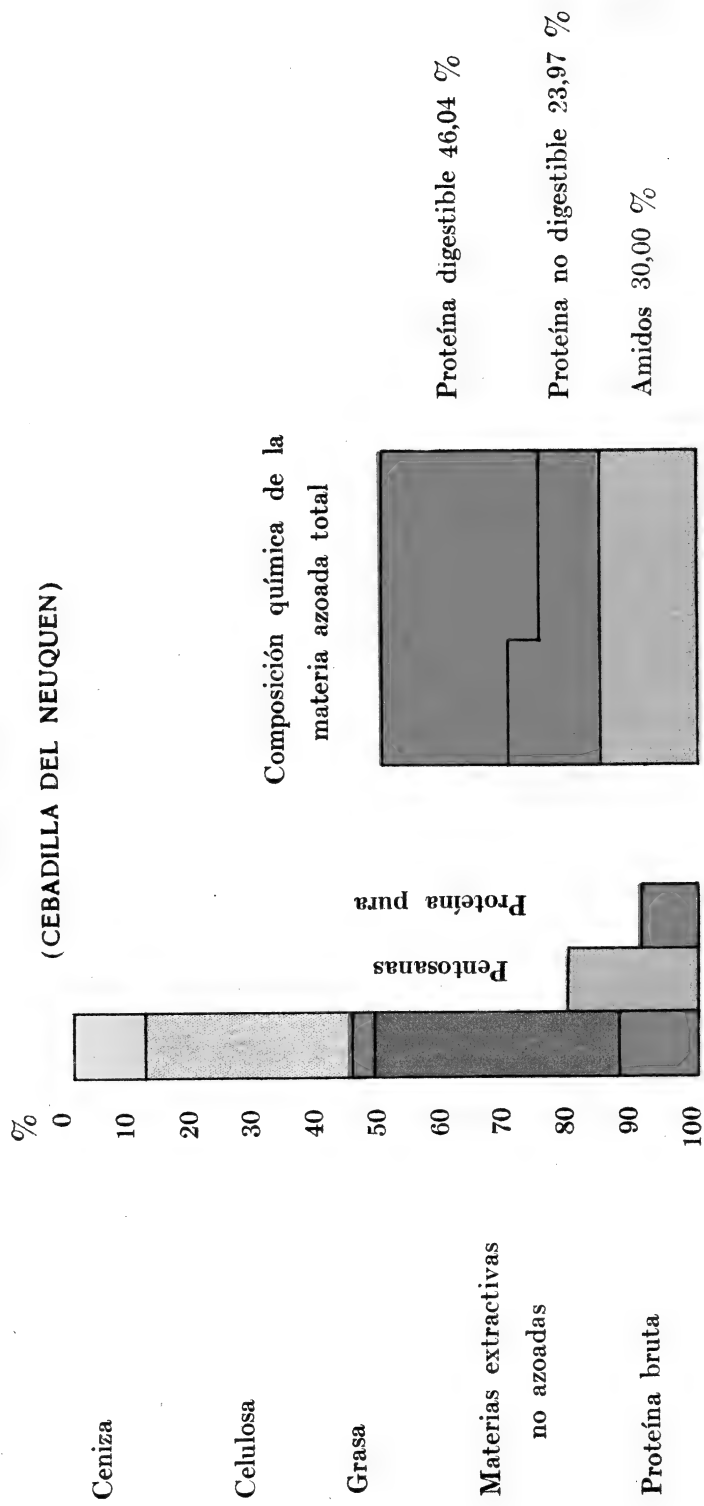 (CEBADILLA DEL NEUQUEN)
%
0
10
20
30
40
50
60
70
80
90
100
Ceniza
Celulosa
Grasa
Materias extractivas
no azoadas
Proteína bruta
Pentosanas
Proteína pura
Composición química de la
materia azoada total
Proteína digestible 46,04 %
Proteína no digestible 23,97 %
Amidos 30,00 %